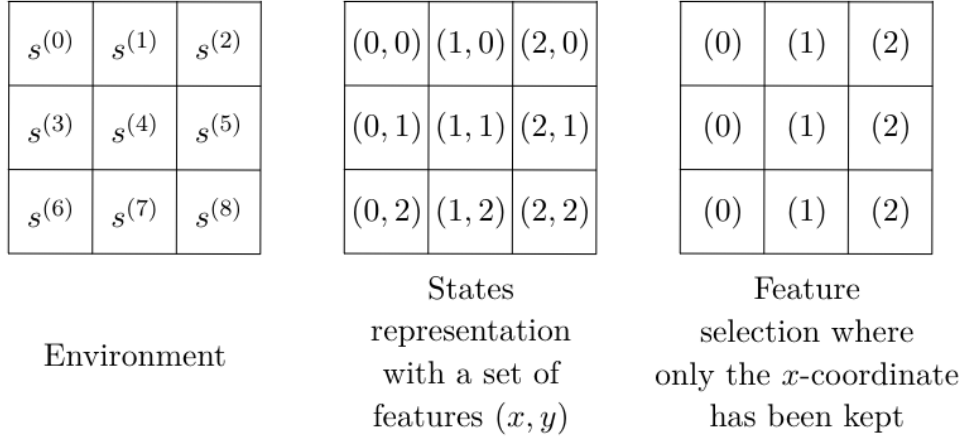 s^(0) s^(1) s^(2)
s^(3) s^(4) s^(5)
s^(6) s^(7) s^(8)
Environment
(0, 0) (1, 0) (2, 0)
(0, 1) (1, 1) (2, 1)
(0, 2) (1, 2) (2, 2)
States
representation
with a set of
features (x, y)
(0) (1) (2)
(0) (1) (2)
(0) (1) (2)
Feature
selection where
only the x-coordinate
has been kept